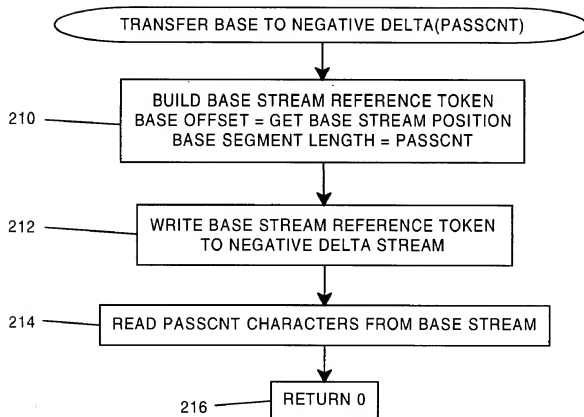 TRANSFER BASE TO NEGATIVE DELTA(PASSCNT)
210
BUILD BASE STREAM REFERENCE TOKEN
BASE OFFSET = GET BASE STREAM POSITION
BASE SEGMENT LENGTH = PASSCNT
212
WRITE BASE STREAM REFERENCE TOKEN
TO NEGATIVE DELTA STREAM
214
READ PASSCNT CHARACTERS FROM BASE STREAM
216
RETURN 0